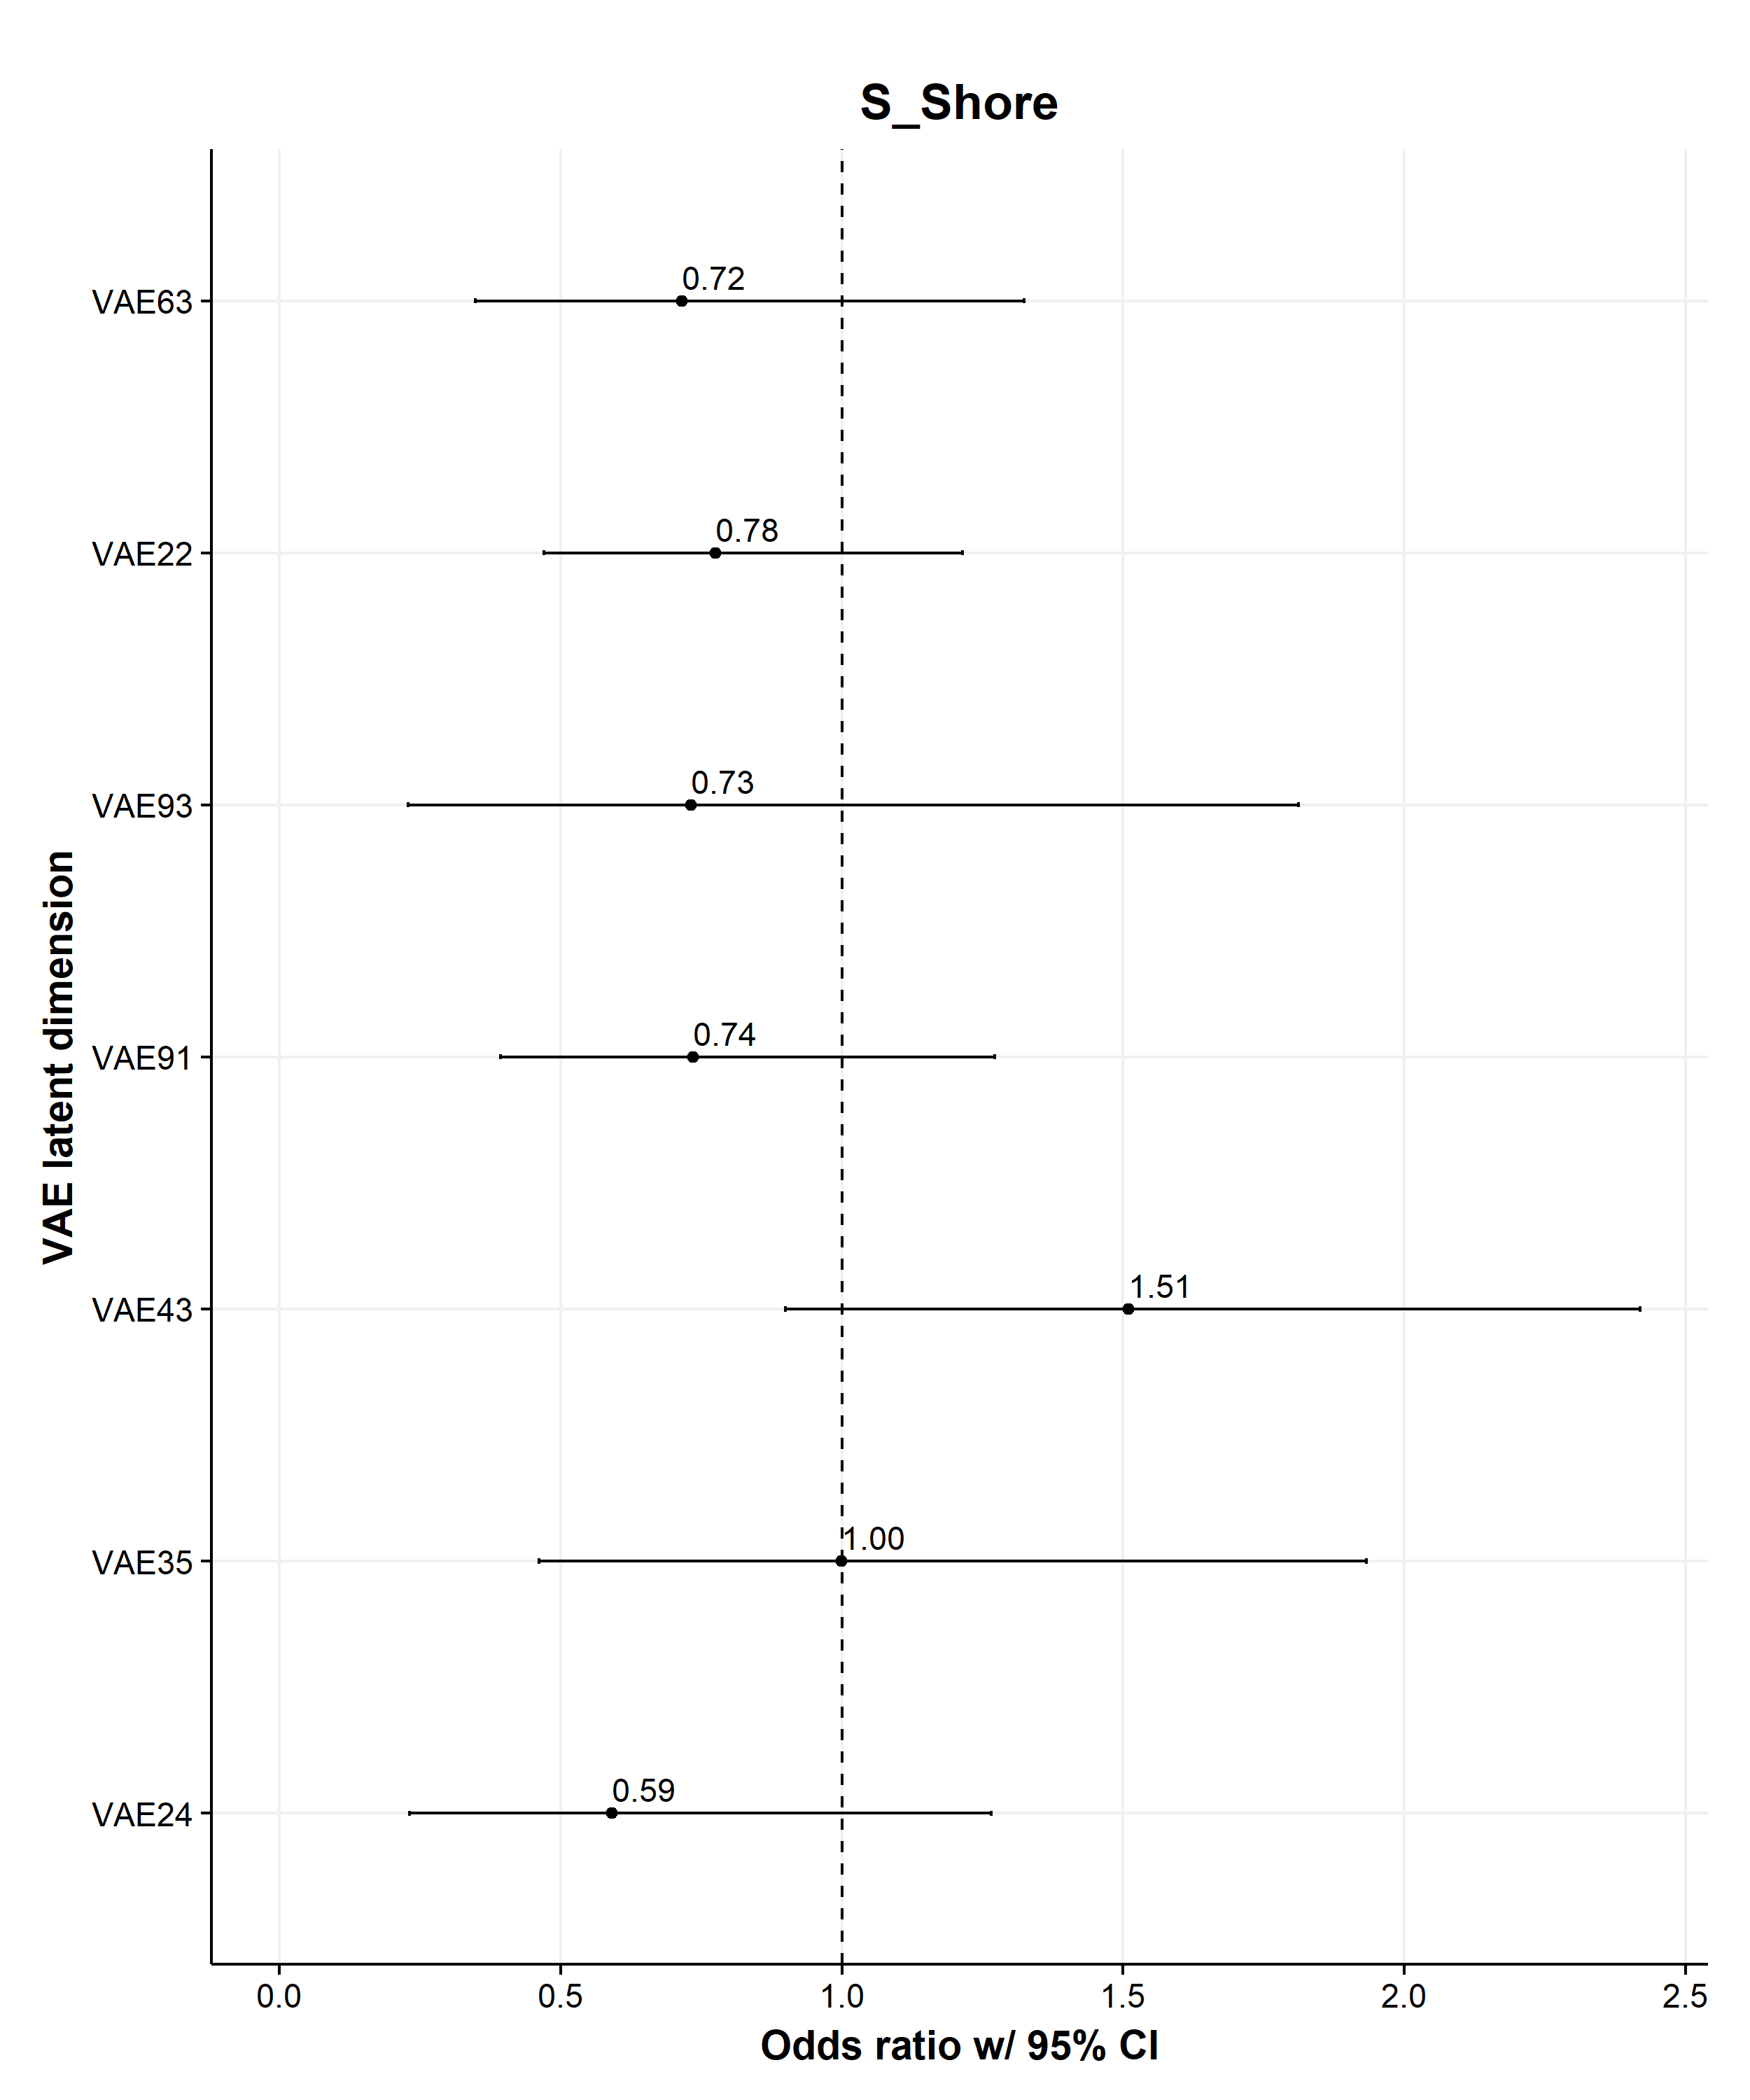 S_Shore
VAE latent dimension
VAE63
0.72
VAE22
0.78
VAE93
0.73
VAE91
0.74
VAE43
1.51
VAE35
1.00
VAE24
0.59
0.0 0.5 1.0 1.5 2.0 2.5
Odds ratio w/ 95% CI